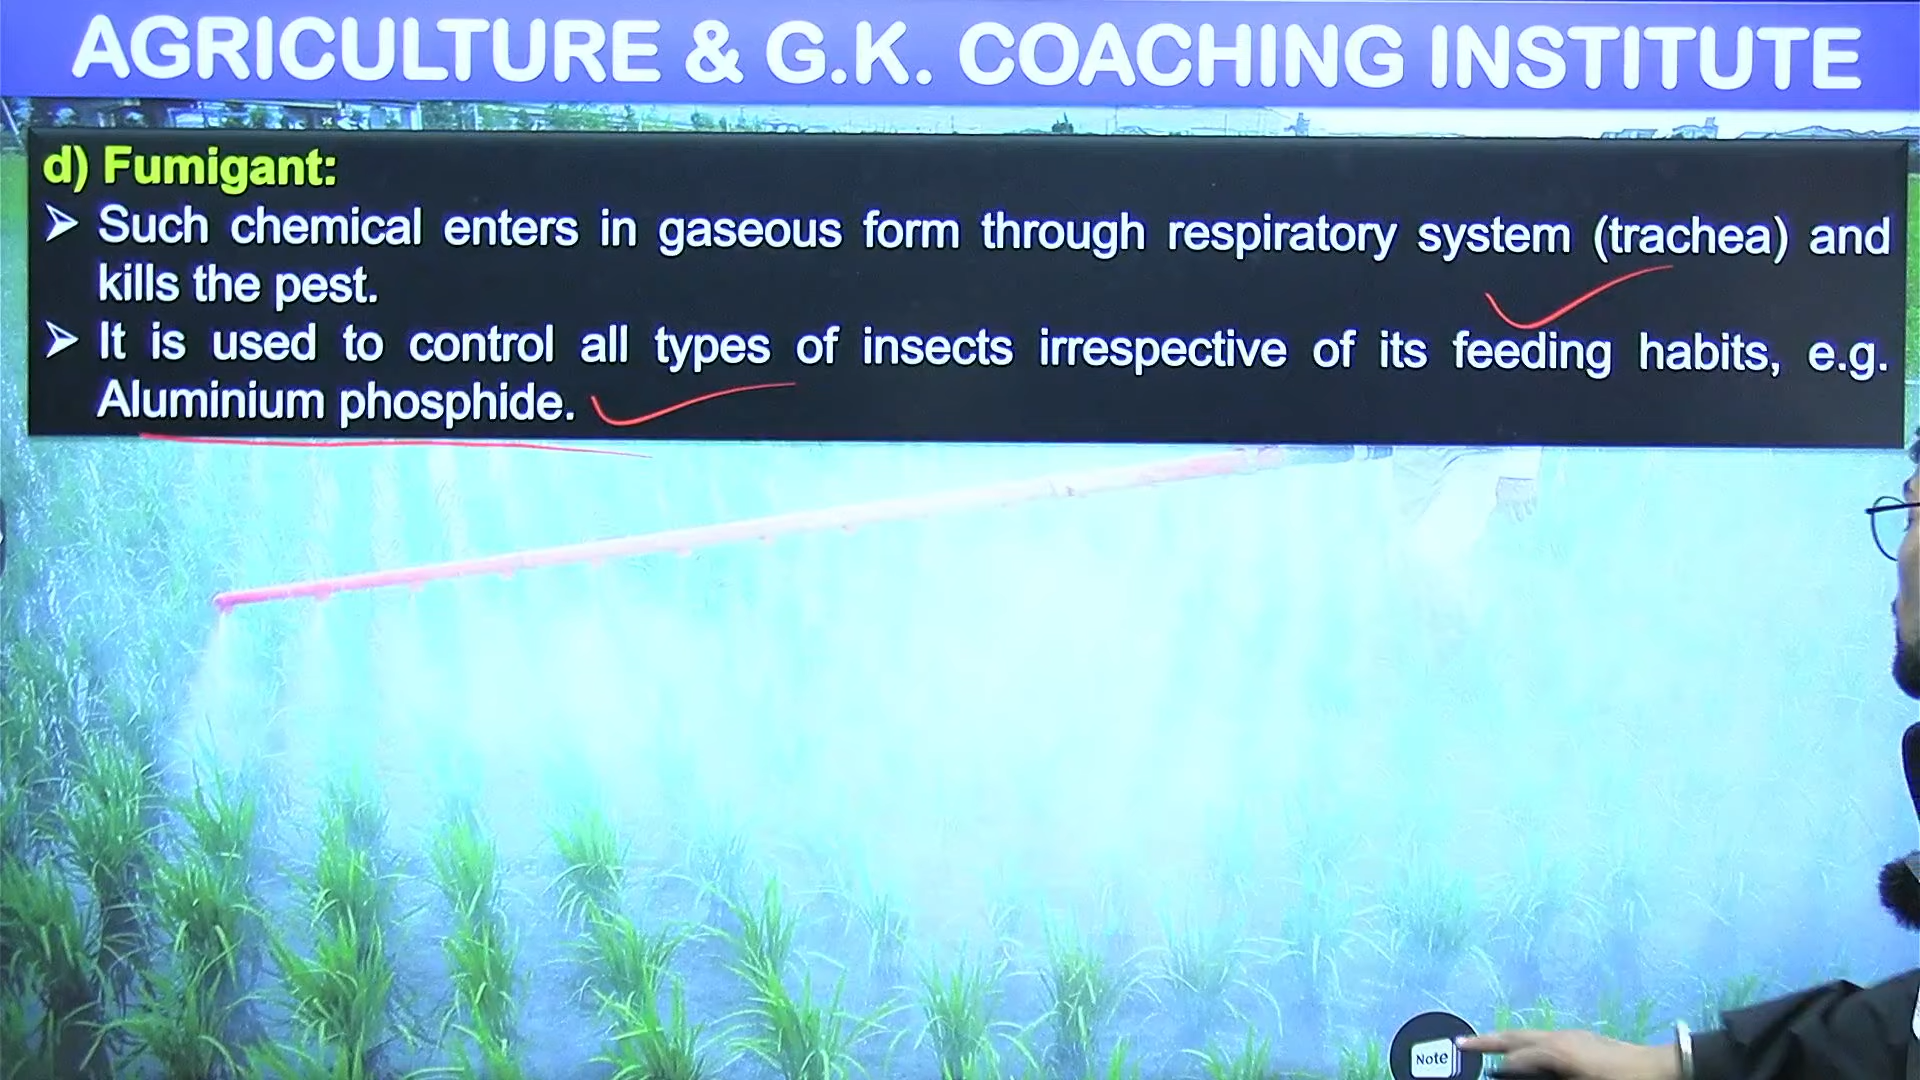 AGRICULTURE & G.K. COACHING INSTITUTE
d) Fumigant:
➢ Such chemical enters in gaseous form through respiratory system (trachea) and
kills the pest.
➢ It is used to control all types of insects irrespective of its feeding habits, e.g.
Aluminium phosphide.
Note